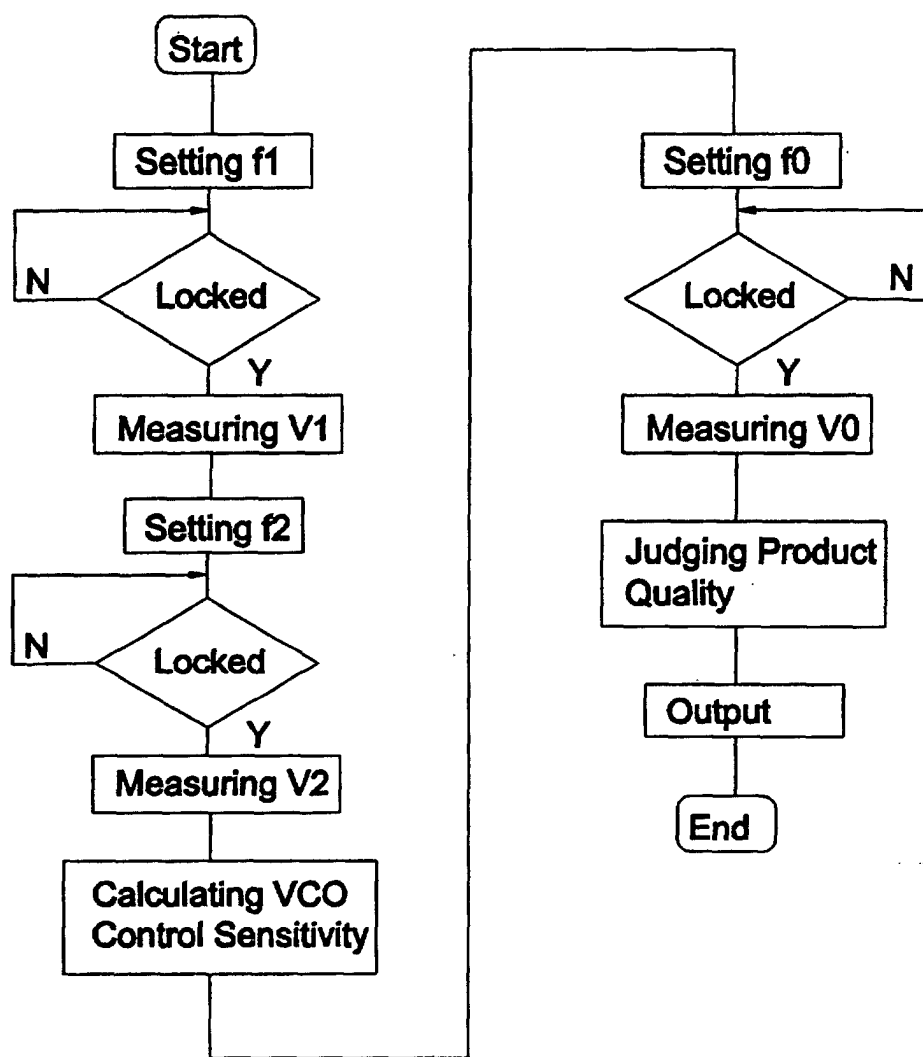 Start
Setting f1
Locked
N
Y
Measuring V1
Setting f2
Locked
N
Y
Measuring V2
Calculating VCO
Control Sensitivity
Setting f0
Locked
N
Y
Measuring V0
Judging Product
Quality
Output
End